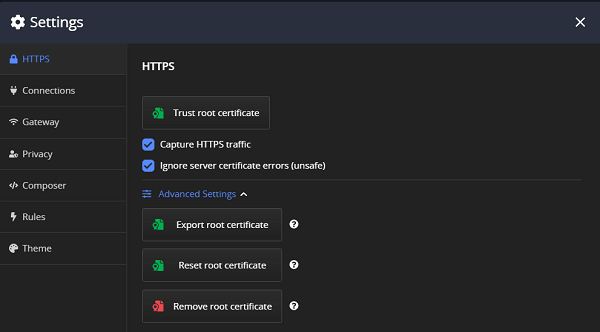 Settings
HTTPS
Connections
Gateway
Privacy
Composer
Rules
Theme
HTTPS
Trust root certificate
Capture HTTPS traffic
Ignore server certificate errors (unsafe)
Advanced Settings
Export root certificate
Reset root certificate
Remove root certificate